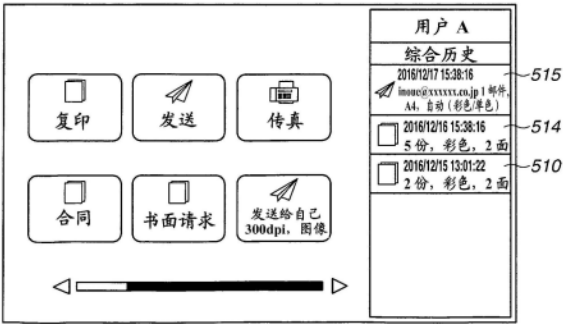 用户 A
综合历史
2016/12/17 15:38:16
inoue@xxxxxx.co.jp 1 邮件,
A4, 自动 (彩色/单色)
515
2016/12/16 15:38:16
5 份, 彩色, 2 面
514
2016/12/15 13:01:22
2 份, 彩色, 2 面
510
复印
发送
传真
合同
书面请求
发送给自己
300dpi, 图像